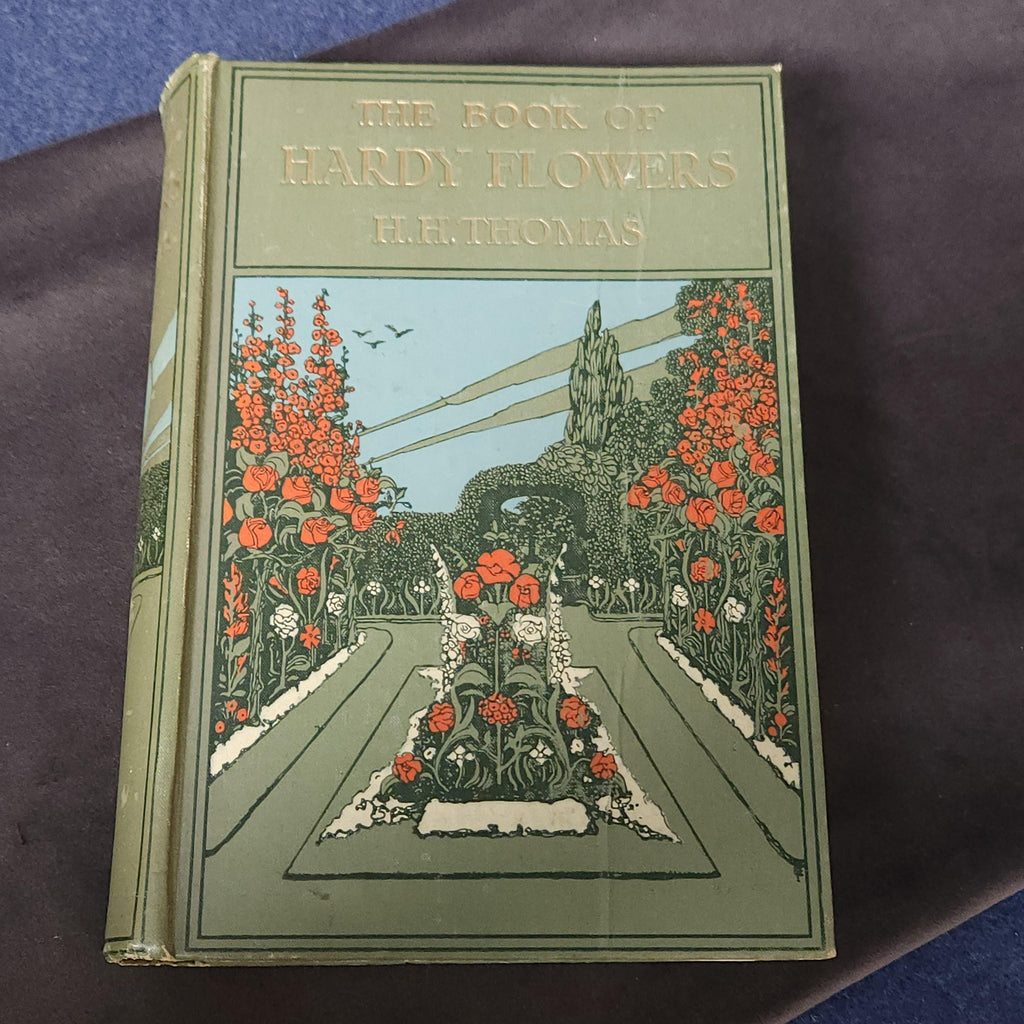 THE BOOK OF
HARDY FLOWERS
H.H. THOMAS